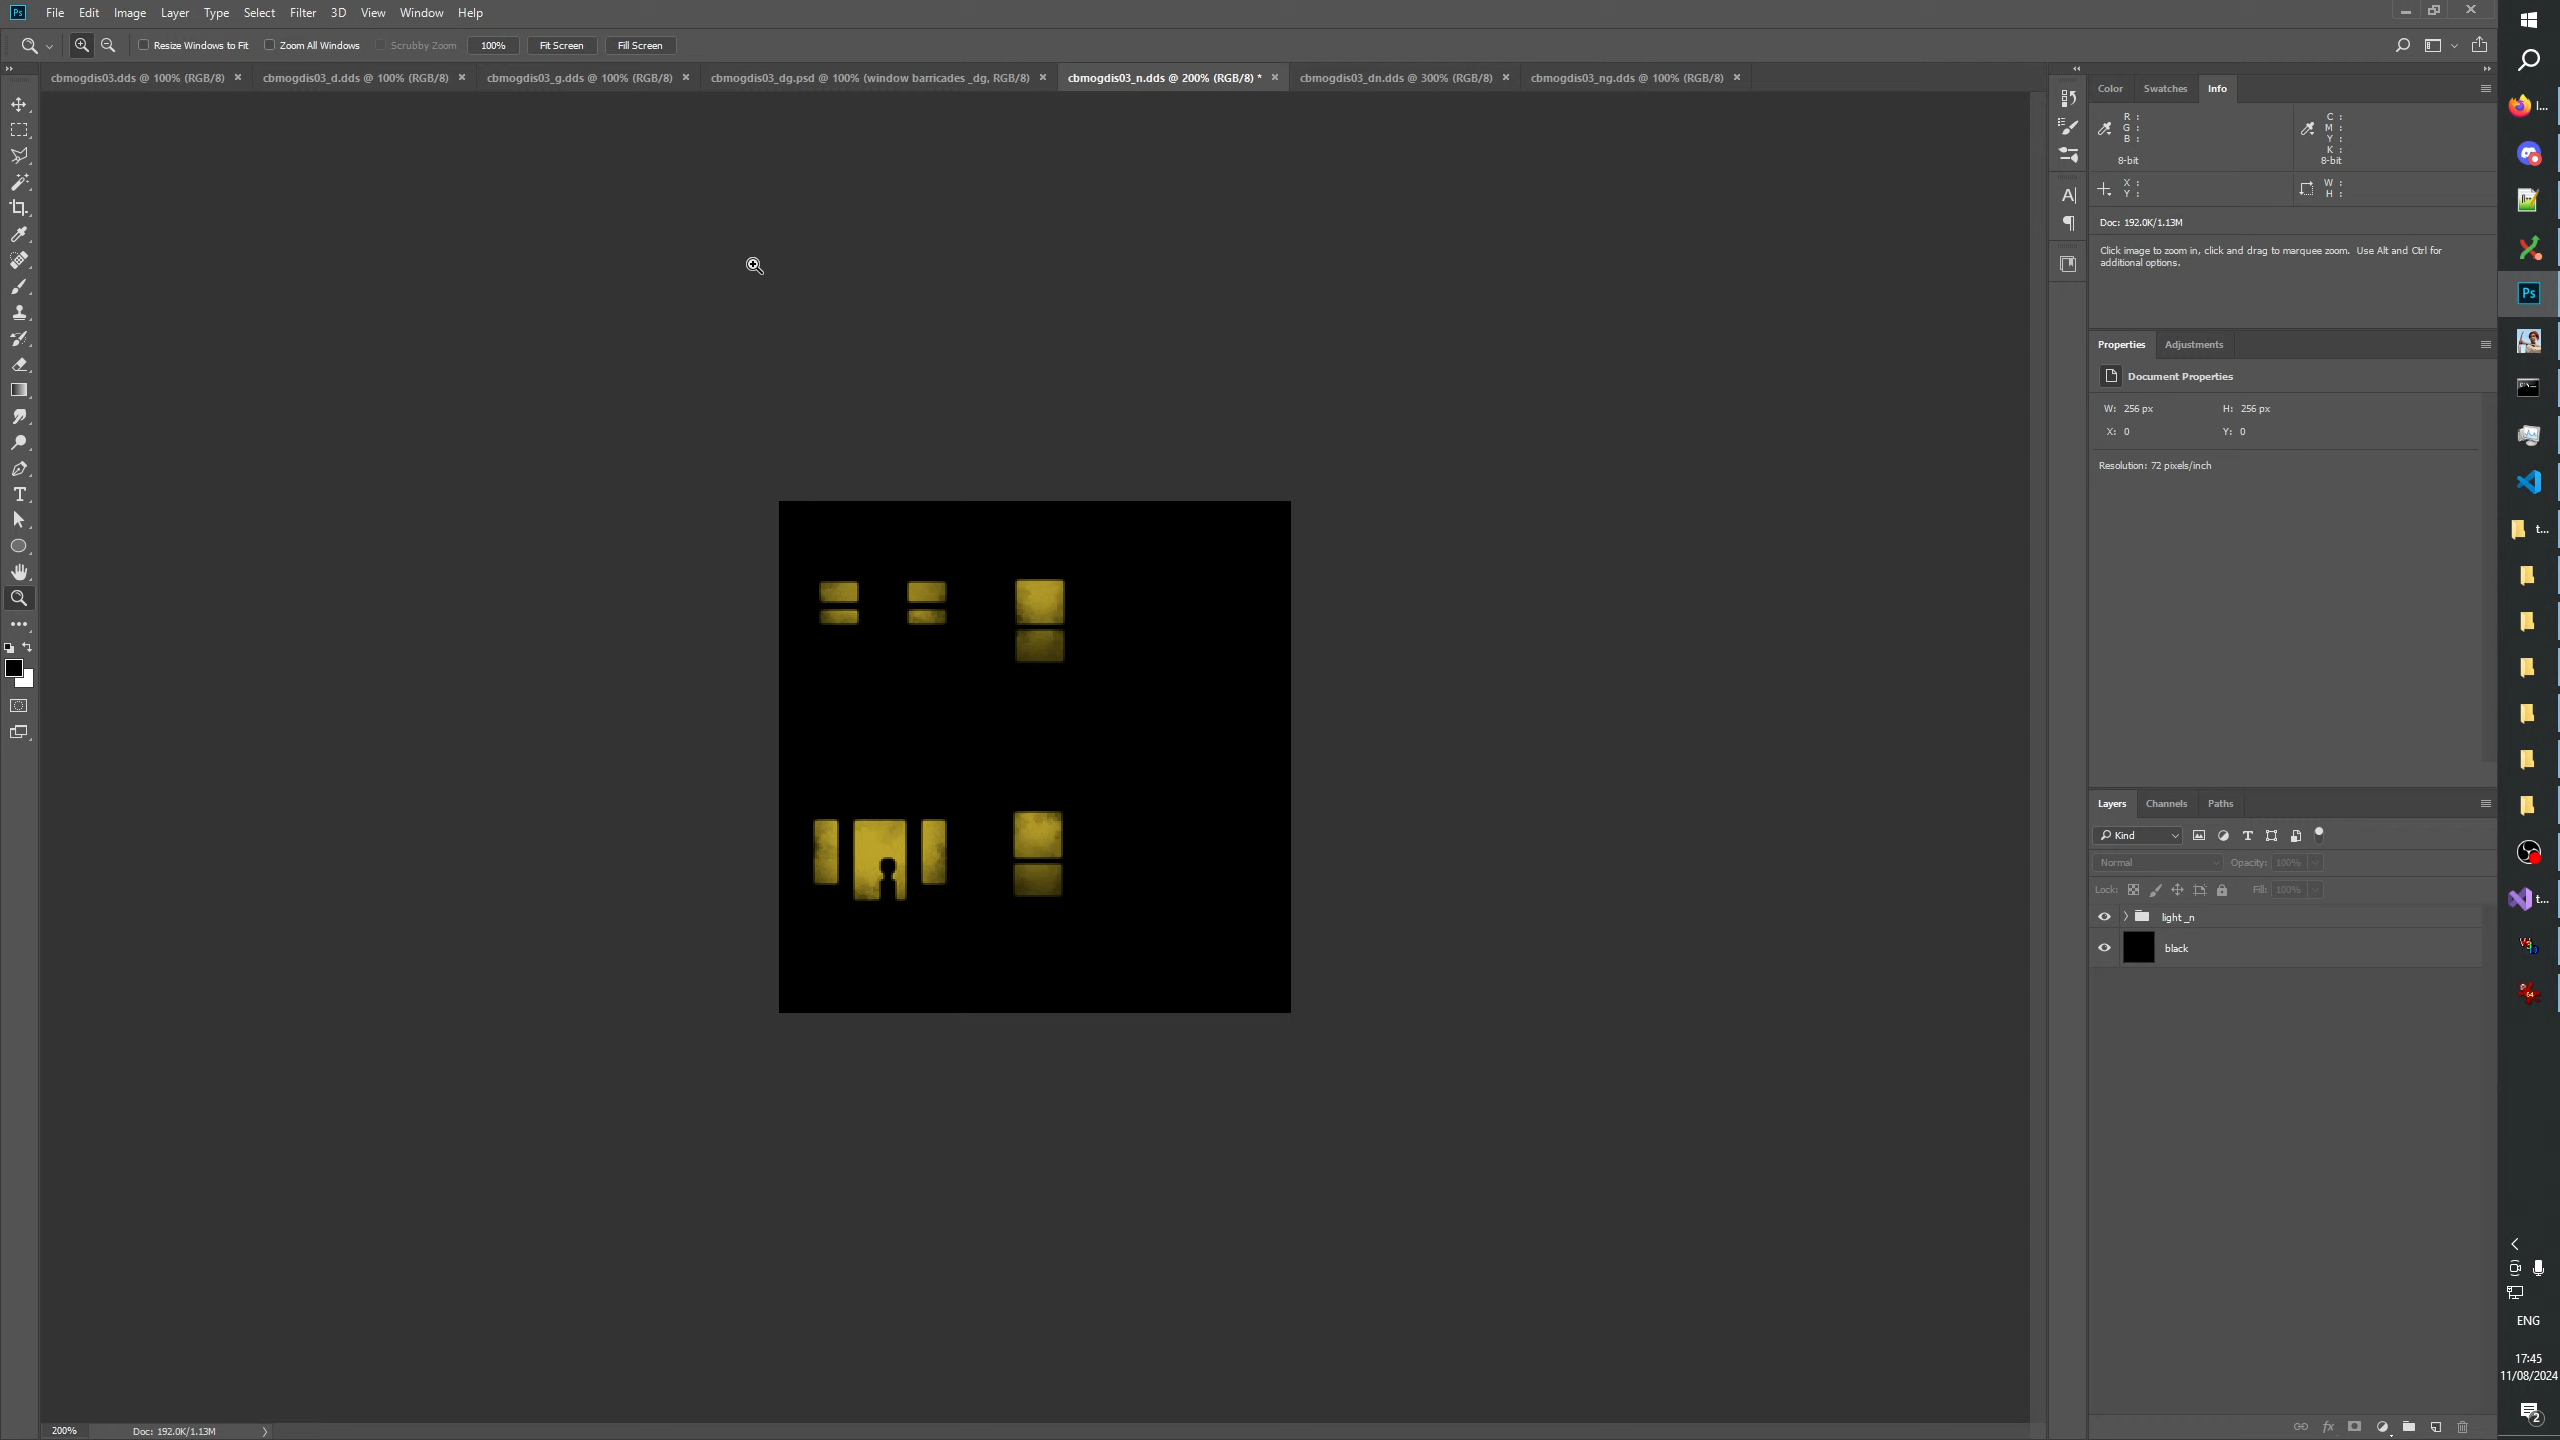 Ps File Edit Image Layer Type Select Filter 3D View Window Help
Resize Windows to Fit Zoom All Windows Scrubby Zoom 100% Fit Screen Fill Screen
cbmogdis03.dds @ 100% (RGB/8) × cbmogdis03_d.dds @ 100% (RGB/8) × cbmogdis03_g.dds @ 100% (RGB/8) × cbmogdis03_dg.psd @ 100% (window barricades _dg, RGB/8) × cbmogdis03_n.dds @ 200% (RGB/8) * × cbmogdis03_dn.dds @ 300% (RGB/8) × cbmogdis03_ng.dds @ 100% (RGB/8) ×
Color Swatches Info
R : C :
G : M :
B : Y :
K :
8-bit 8-bit
X : W :
Y : H :
Doc: 192.0K/1.13M
Click image to zoom in, click and drag to marquee zoom. Use Alt and Ctrl for
additional options.
Properties Adjustments
Document Properties
W: 256 px H: 256 px
X: 0 Y: 0
Resolution: 72 pixels/inch
Layers Channels Paths
Kind
Normal Opacity: 100%
Lock: Fill: 100%
light _n
black
200% Doc: 192.0K/1.13M
l...
Ps
t...
t...
64
ENG
17:45
11/08/2024
2